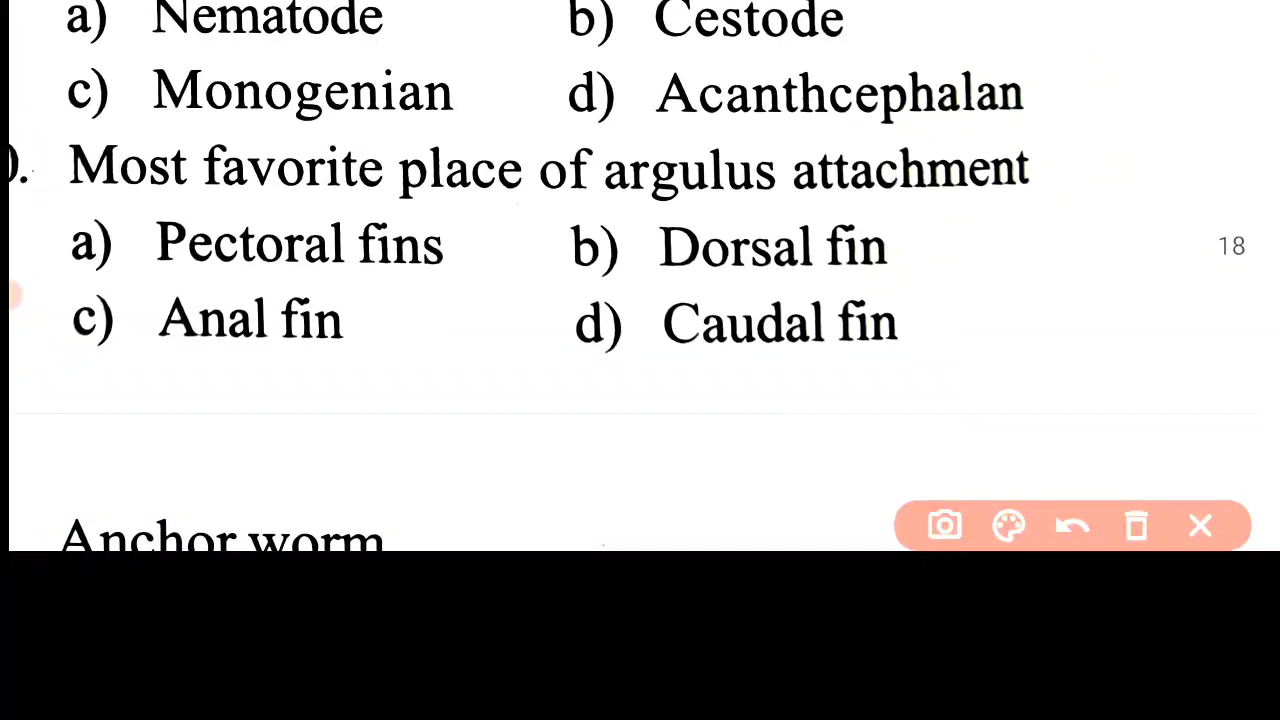 a) Nematode b) Cestode
c) Monogenian d) Acanthcephalan
. Most favorite place of argulus attachment
a) Pectoral fins b) Dorsal fin
18
c) Anal fin d) Caudal fin
Anchor worm